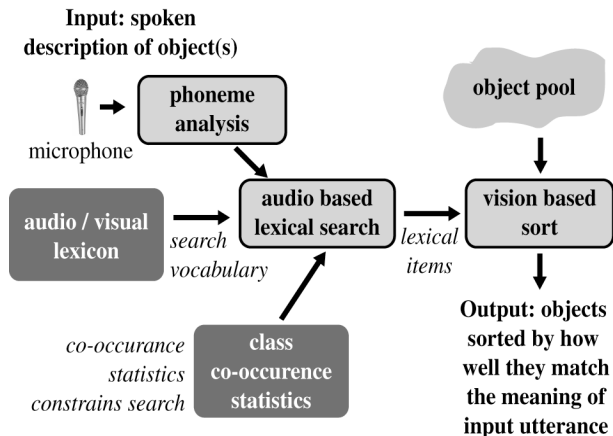 Input: spoken
description of object(s)
microphone
phoneme
analysis
object pool
audio / visual
lexicon
search
vocabulary
audio based
lexical search
lexical
items
vision based
sort
co-occurance
statistics
constrains search
class
co-occurence
statistics
Output: objects
sorted by how
well they match
the meaning of
input utterance